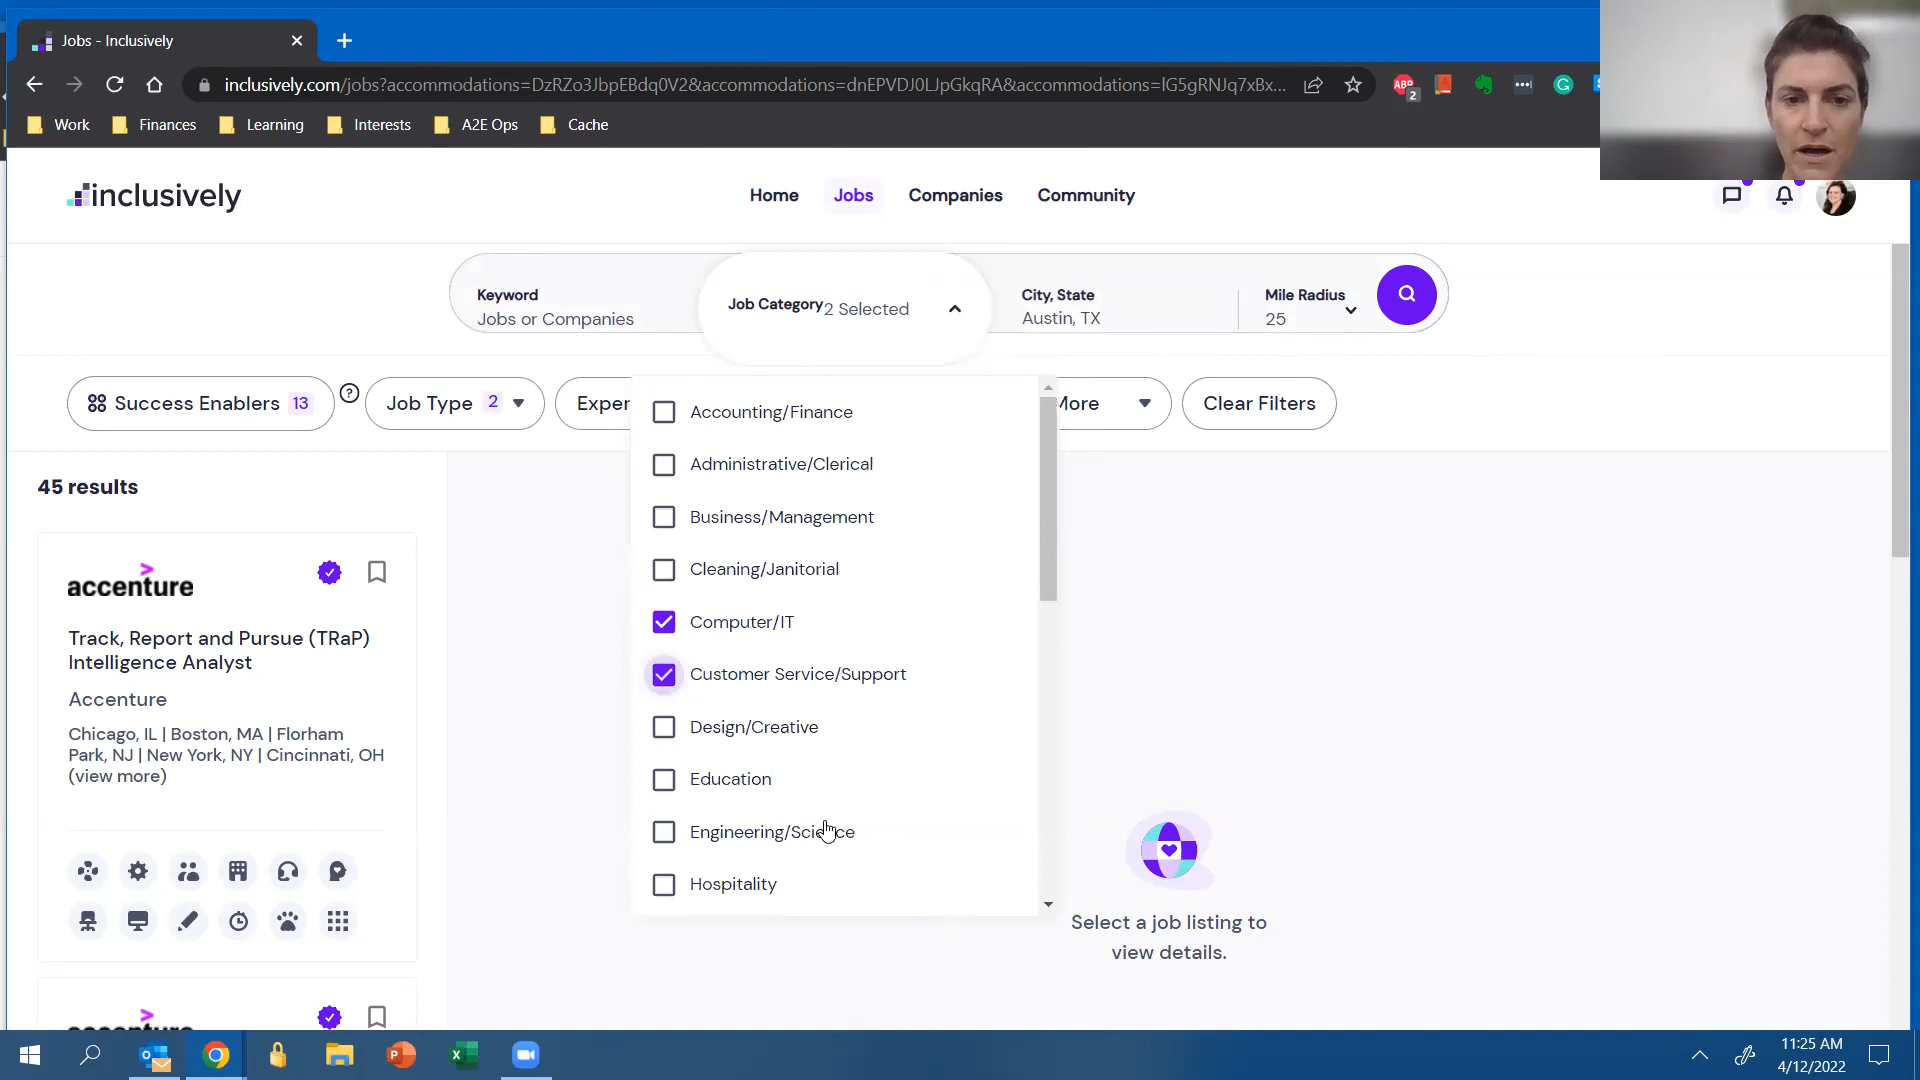 Jobs - Inclusively
inclusively.com/jobs?accommodations=DzRZo3JbpEBdq0V2&accommodations=dnEPVDJ0LJpGkqRA&accommodations=lG5gRNJq7xBx...
ABP
2
Work
Finances
Learning
Interests
A2E Ops
Cache
inclusively
Home
Jobs
Companies
Community
Keyword
Jobs or Companies
Job Category 2 Selected
City, State
Austin, TX
Mile Radius
25
Success Enablers 13
?
Job Type 2
Exper
More
Clear Filters
45 results
accenture
Track, Report and Pursue (TRaP)
Intelligence Analyst
Accenture
Chicago, IL | Boston, MA | Florham
Park, NJ | New York, NY | Cincinnati, OH
(view more)
accenture
Accounting/Finance
Administrative/Clerical
Business/Management
Cleaning/Janitorial
Computer/IT
Customer Service/Support
Design/Creative
Education
Engineering/Science
Hospitality
Select a job listing to
view details.
11:25 AM
4/12/2022